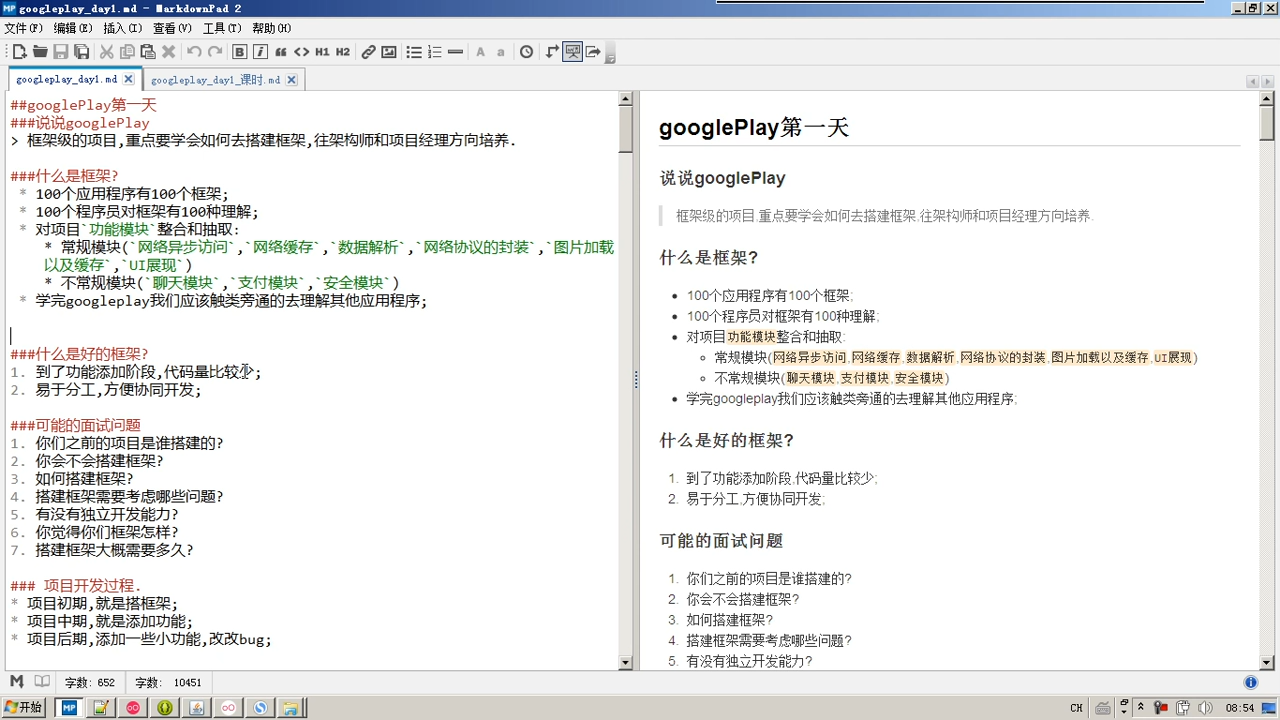 googleplay_day1.md - MarkdownPad 2
文件(F) 编辑(E) 插入(I) 查看(V) 工具(T) 帮助(H)
B i “ <> H1 H2 A a
googleplay_day1.md googleplay_day1_课时.md
##googlePlay第一天
###说说googlePlay
> 框架级的项目,重点要学会如何去搭建框架,往架构师和项目经理方向培养.
###什么是框架?
* 100个应用程序有100个框架;
* 100个程序员对框架有100种理解;
* 对项目`功能模块`整合和抽取:
* 常规模块(`网络异步访问`,`网络缓存`,`数据解析`,`网络协议的封装`,`图片加载
以及缓存`,`UI展现`)
* 不常规模块(`聊天模块`,`支付模块`,`安全模块`)
* 学完googleplay我们应该触类旁通的去理解其他应用程序;
###什么是好的框架?
1. 到了功能添加阶段,代码量比较少;
2. 易于分工,方便协同开发;
###可能的面试问题
1. 你们之前的项目是谁搭建的?
2. 你会不会搭建框架?
3. 如何搭建框架?
4. 搭建框架需要考虑哪些问题?
5. 有没有独立开发能力?
6. 你觉得你们框架怎样?
7. 搭建框架大概需要多久?
### 项目开发过程.
* 项目初期,就是搭框架;
* 项目中期,就是添加功能;
* 项目后期,添加一些小功能,改改bug;
googlePlay第一天
说说googlePlay
框架级的项目,重点要学会如何去搭建框架,往架构师和项目经理方向培养.
什么是框架?
• 100个应用程序有100个框架;
• 100个程序员对框架有100种理解;
• 对项目功能模块整合和抽取:
◦ 常规模块(网络异步访问,网络缓存,数据解析,网络协议的封装,图片加载以及缓存,UI展现)
◦ 不常规模块(聊天模块,支付模块,安全模块)
• 学完googleplay我们应该触类旁通的去理解其他应用程序;
什么是好的框架?
1. 到了功能添加阶段,代码量比较少;
2. 易于分工,方便协同开发;
可能的面试问题
1. 你们之前的项目是谁搭建的?
2. 你会不会搭建框架?
3. 如何搭建框架?
4. 搭建框架需要考虑哪些问题?
5. 有没有独立开发能力?
字数: 652 字数: 10451
开始 MP CH 08:54